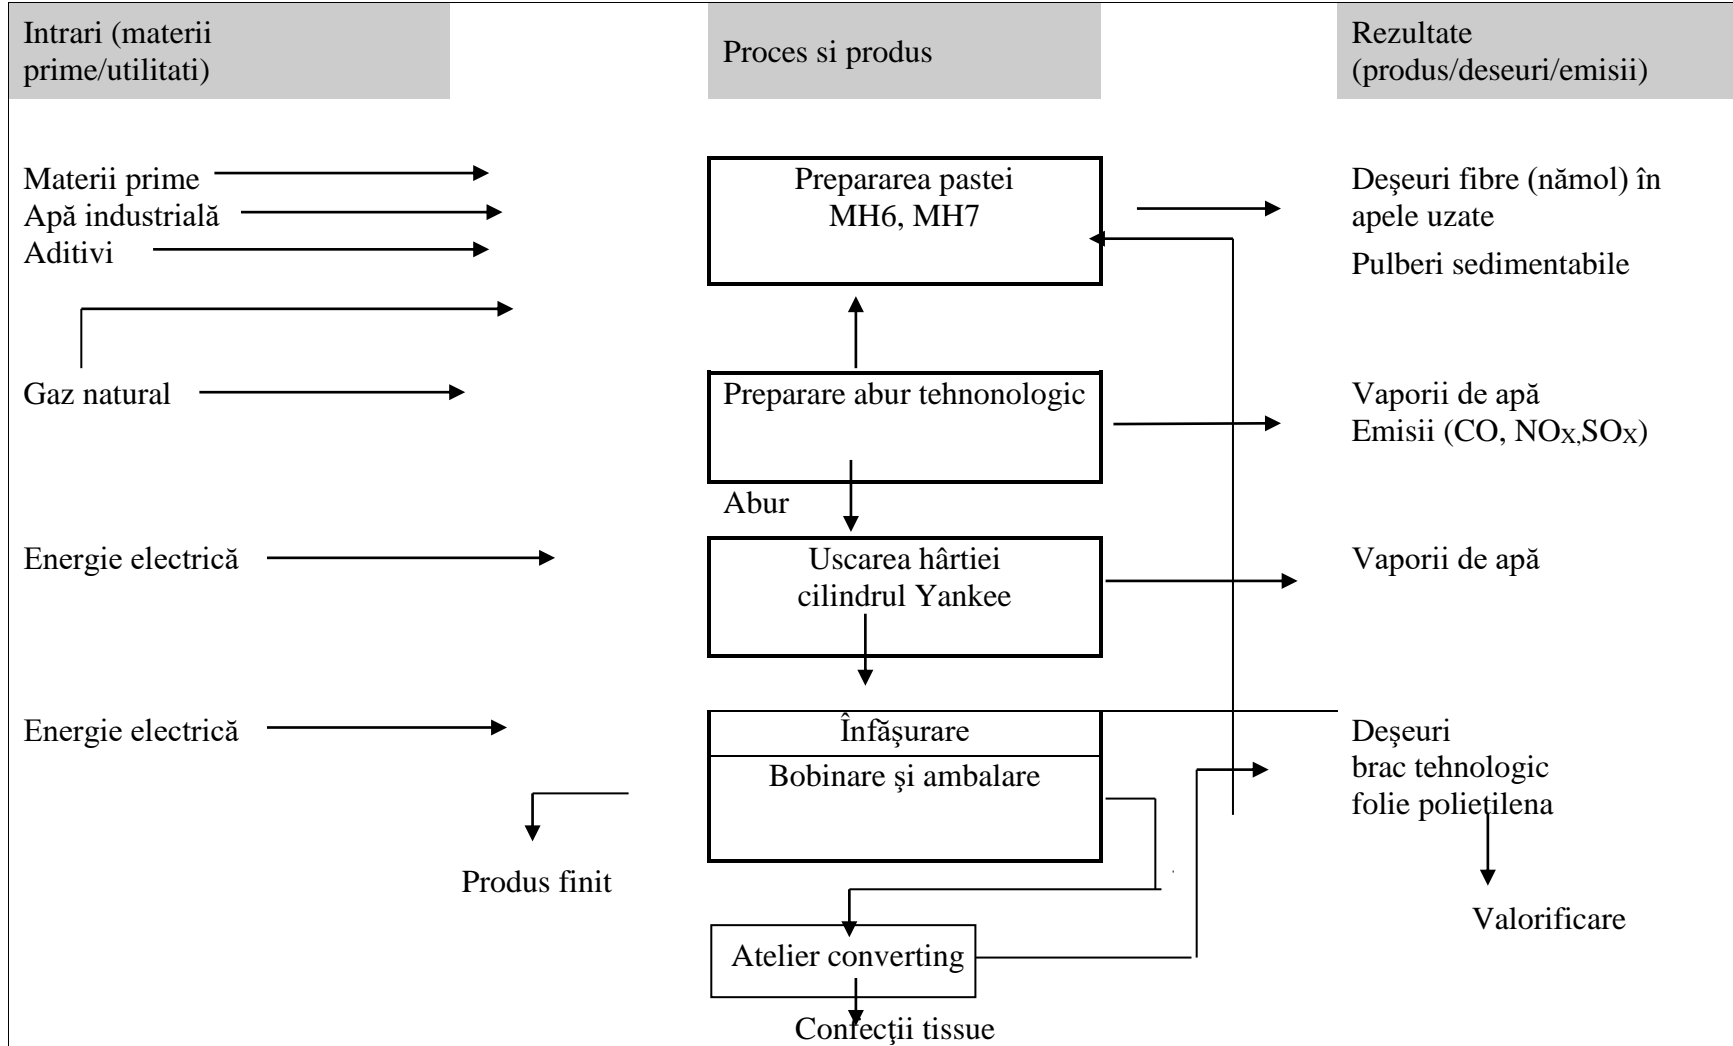 Intrari (materii
prime/utilitati)
Proces si produs
Rezultate
(produs/deseuri/emisii)
Materii prime
Apă industrială
Aditivi
Prepararea pastei
MH6, MH7
Deşeuri fibre (nămol) în
apele uzate
Pulberi sedimentabile
Gaz natural
Preparare abur tehnonologic
Vaporii de apă
Emisii (CO, NOX,SOX)
Abur
Energie electrică
Uscarea hârtiei
cilindrul Yankee
Vaporii de apă
Energie electrică
Înfăşurare
Bobinare şi ambalare
Deşeuri
brac tehnologic
folie polietilena
Produs finit
Valorificare
Atelier converting
Confecţii tissue